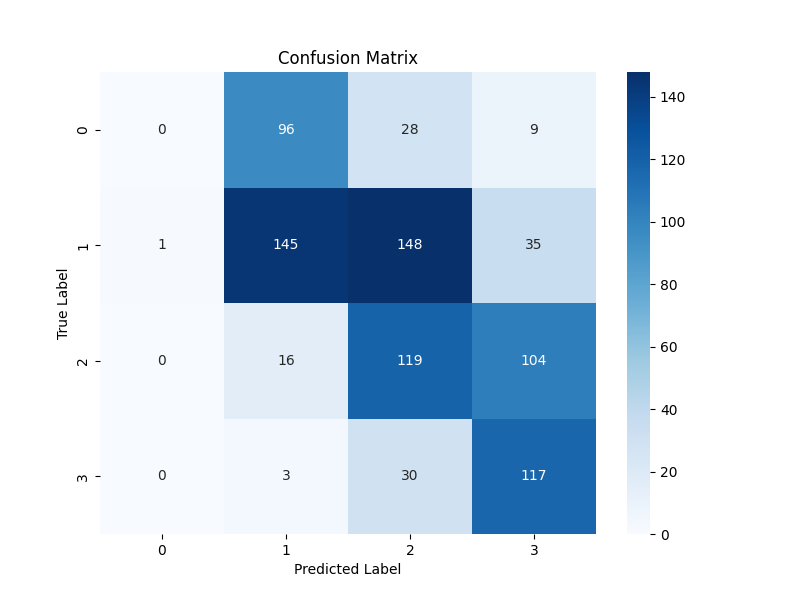 Confusion Matrix
0 0 96 28 9
1 1 145 148 35
2 0 16 119 104
3 0 3 30 117
0 1 2 3
Predicted Label
True Label
140
120
100
80
60
40
20
0